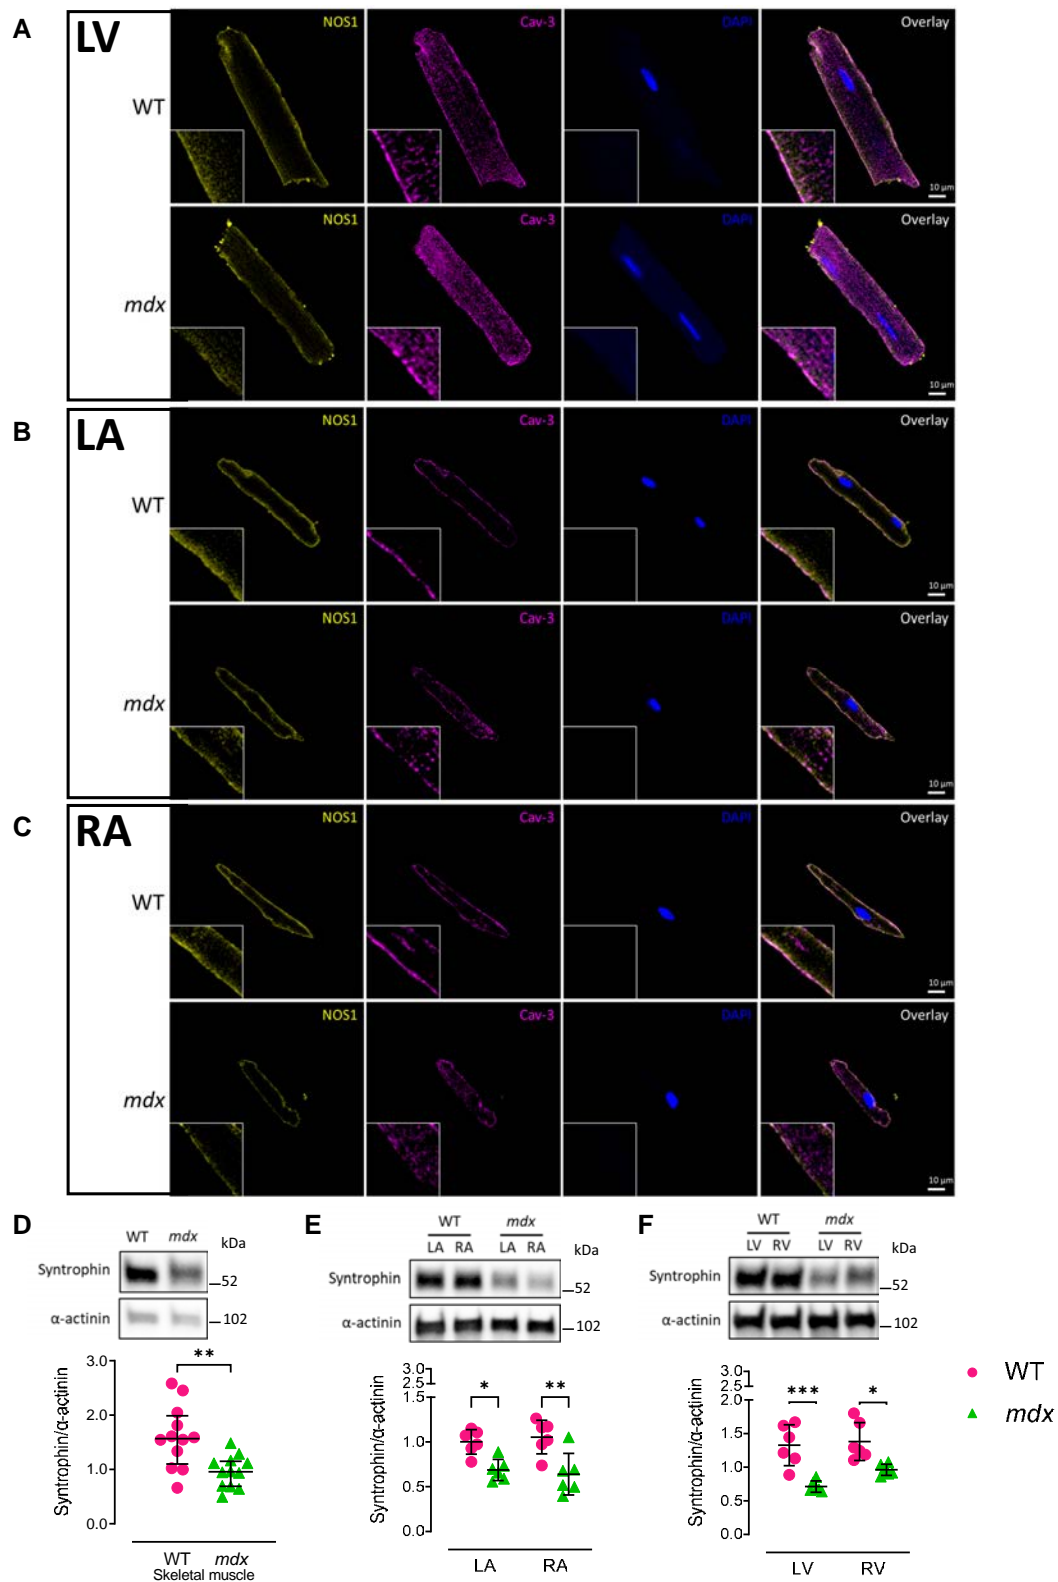 A
LV
WT
NOS1
Cav-3
DAPI
Overlay
10 µm
mdx
NOS1
Cav-3
DAPI
Overlay
10 µm
B
LA
WT
NOS1
Cav-3
DAPI
Overlay
10 µm
mdx
NOS1
Cav-3
DAPI
Overlay
10 µm
C
RA
WT
NOS1
Cav-3
DAPI
Overlay
10 µm
mdx
NOS1
Cav-3
DAPI
Overlay
10 µm
D
WT mdx
kDa
Syntrophin
52
α-actinin
102
Syntrophin/α-actinin
3.0
2.0
1.0
0.0
**
WT mdx
Skeletal muscle
E
WT mdx
LA RA LA RA
kDa
Syntrophin
52
α-actinin
102
Syntrophin/α-actinin
3.0
2.5
1.5
1.0
0.5
0.0
* **
LA RA
F
WT mdx
LV RV LV RV
kDa
Syntrophin
52
α-actinin
102
Syntrophin/α-actinin
3.0
2.5
2.0
1.5
1.0
0.5
0.0
*** *
LV RV
WT
mdx